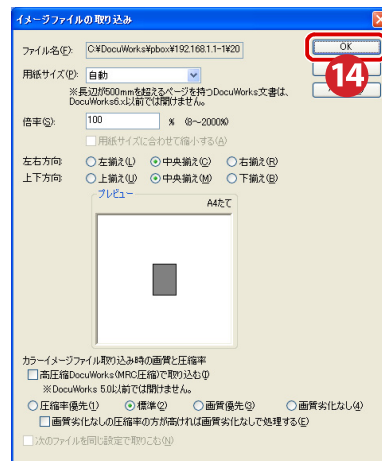 イメージファイルの取り込み
ファイル名(F): C:¥DocuWorks¥pbox¥192.168.1.1-1¥20
OK
14
用紙サイズ(P): 自動
※長辺が500mmを超えるページを持つDocuWorks文書は、
DocuWorks6.x以前では開けません。
倍率(S): 100 % (8～2000%)
用紙サイズに合わせて縮小する(A)
左右方向: 左揃え(L) 中央揃え(C) 右揃え(R)
上下方向: 上揃え(U) 中央揃え(M) 下揃え(B)
プレビュー
A4たて
カラーイメージファイル取り込み時の画質と圧縮率
高圧縮DocuWorks(MRC圧縮)で取り込む(I)
※DocuWorks 5.0以前では開けません。
圧縮率優先(1) 標準(2) 画質優先(3) 画質劣化なし(4)
画質劣化なしの圧縮率の方が高ければ画質劣化なしで処理する(E)
次のファイルを同じ設定で取りこむ(N)